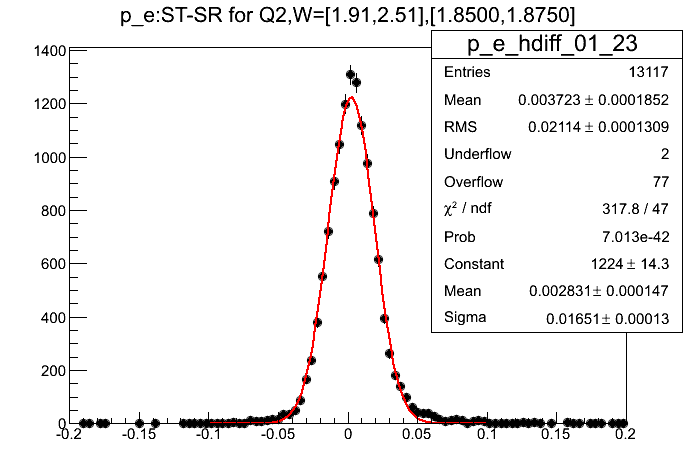 p_e:ST-SR for Q2,W=[1.91,2.51],[1.8500,1.8750]
p_e_hdiff_01_23
Entries 13117
Mean 0.003723 ± 0.0001852
RMS 0.02114 ± 0.0001309
Underflow 2
Overflow 77
χ² / ndf 317.8 / 47
Prob 7.013e-42
Constant 1224 ± 14.3
Mean 0.002831 ± 0.000147
Sigma 0.01651 ± 0.00013
1400
1200
1000
800
600
400
200
0
-0.2 -0.15 -0.1 -0.05 0 0.05 0.1 0.15 0.2